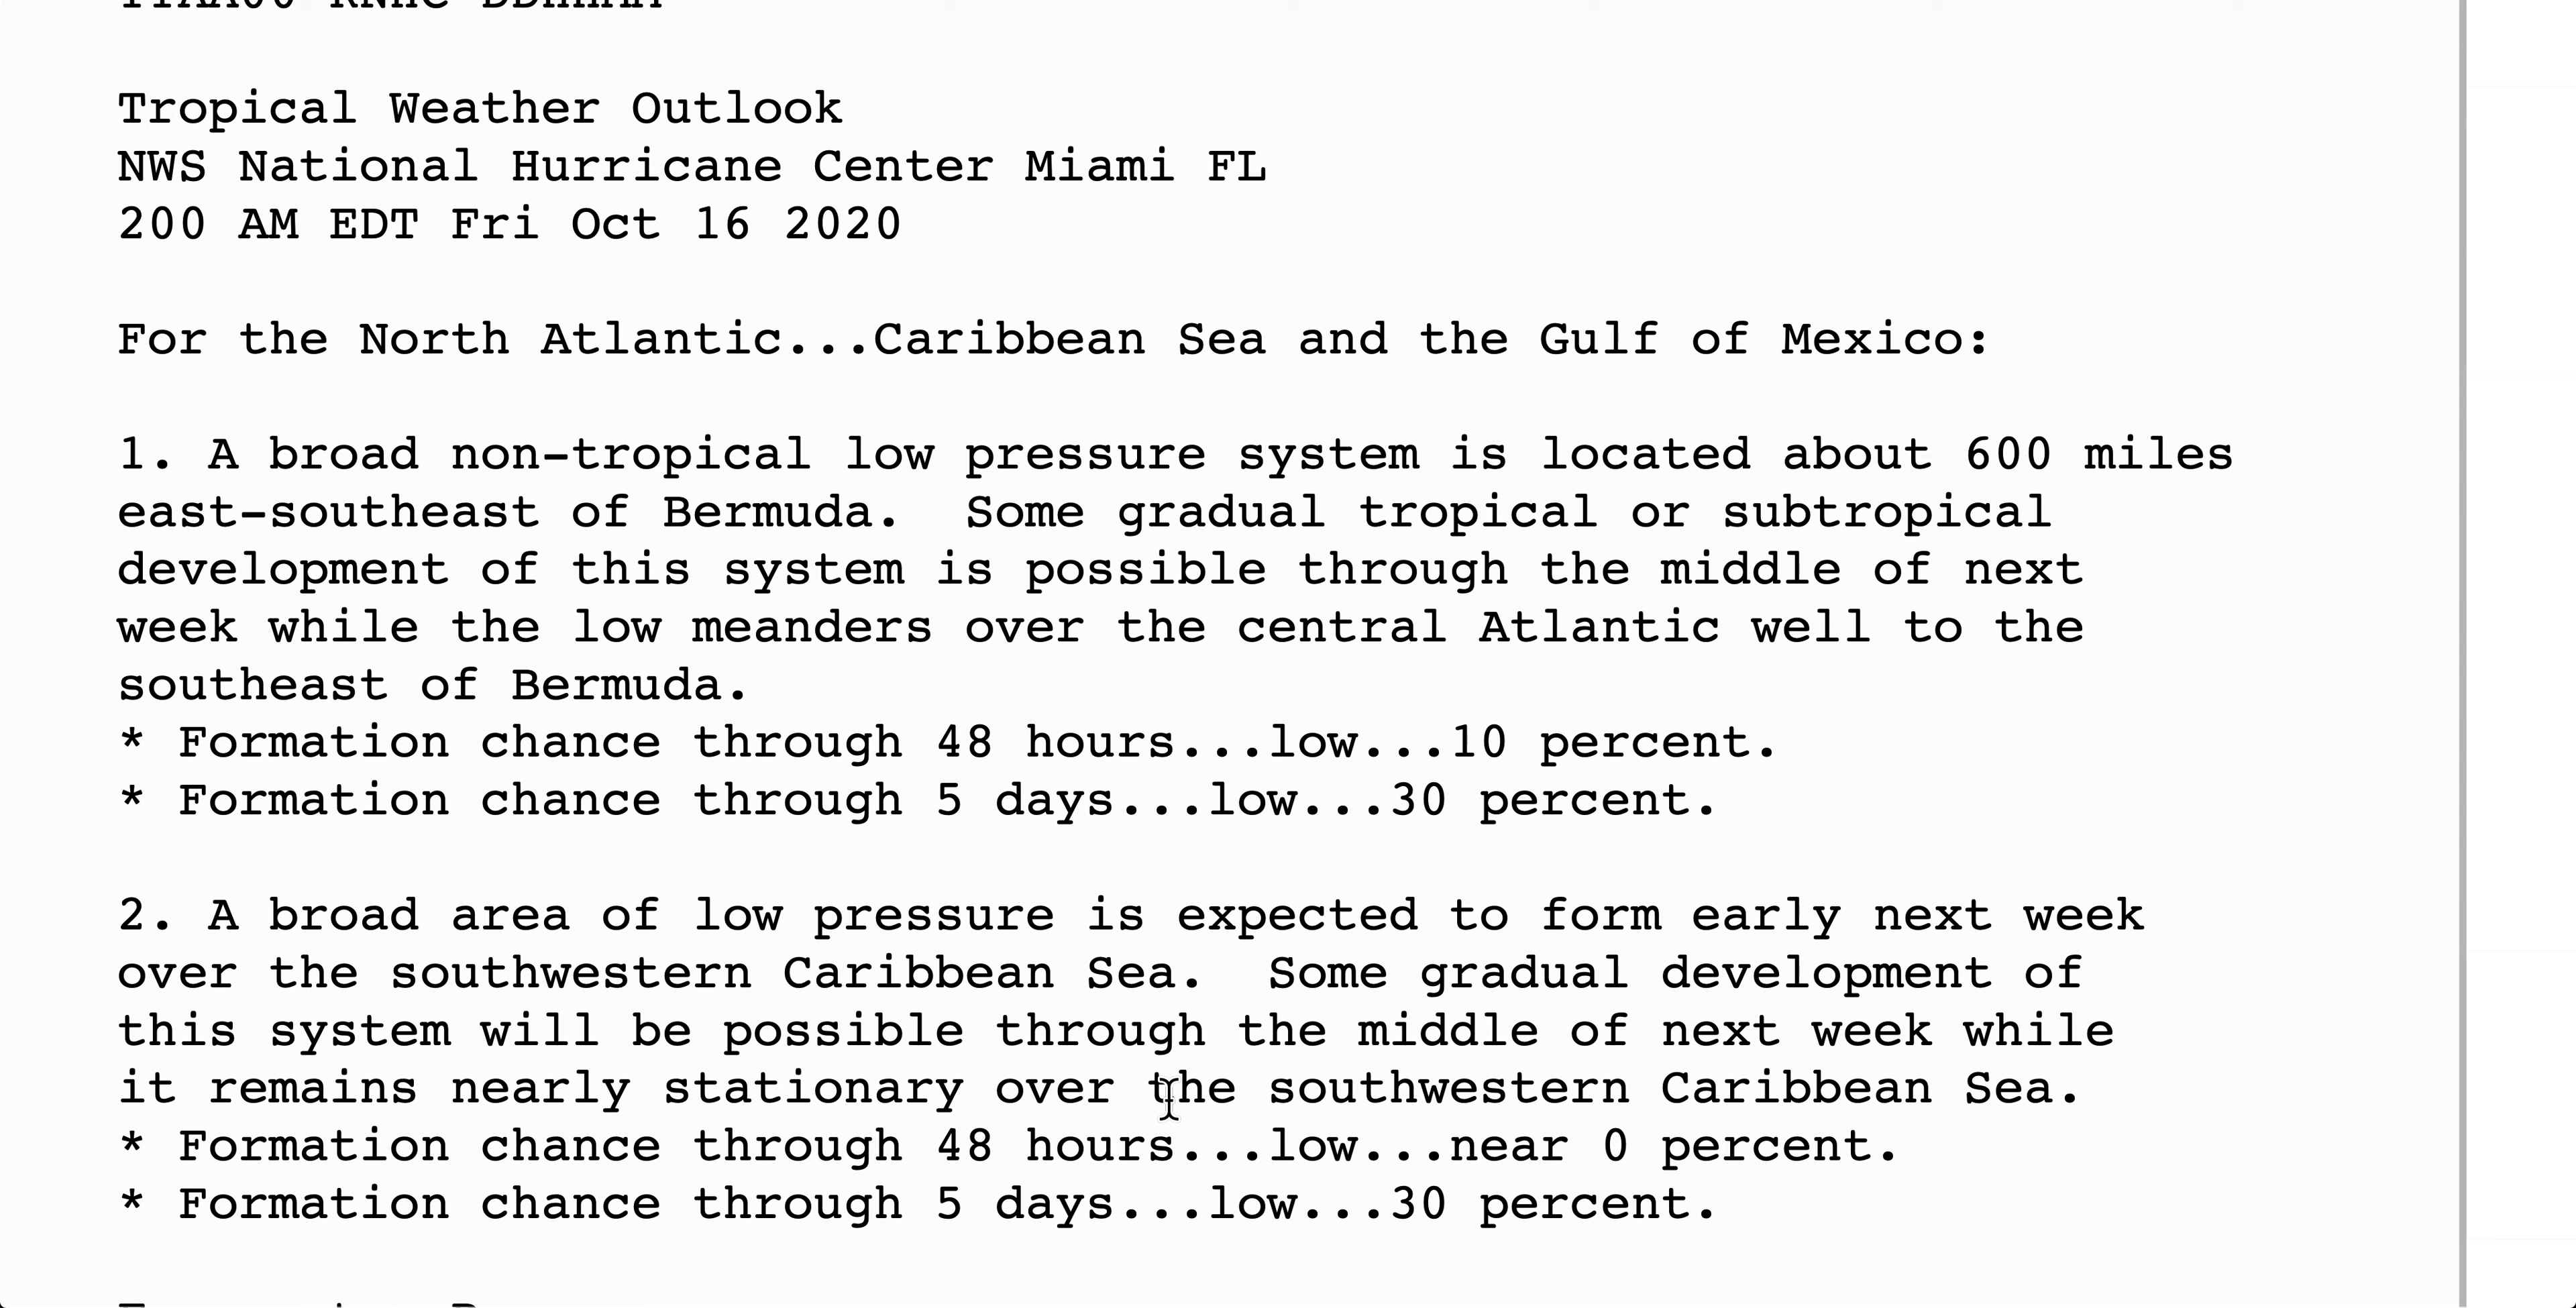 Tropical Weather Outlook
NWS National Hurricane Center Miami FL
200 AM EDT Fri Oct 16 2020
For the North Atlantic...Caribbean Sea and the Gulf of Mexico:
1. A broad non-tropical low pressure system is located about 600 miles
east-southeast of Bermuda.  Some gradual tropical or subtropical
development of this system is possible through the middle of next
week while the low meanders over the central Atlantic well to the
southeast of Bermuda.
* Formation chance through 48 hours...low...10 percent.
* Formation chance through 5 days...low...30 percent.
2. A broad area of low pressure is expected to form early next week
over the southwestern Caribbean Sea.  Some gradual development of
this system will be possible through the middle of next week while
it remains nearly stationary over the southwestern Caribbean Sea.
* Formation chance through 48 hours...low...near 0 percent.
* Formation chance through 5 days...low...30 percent.